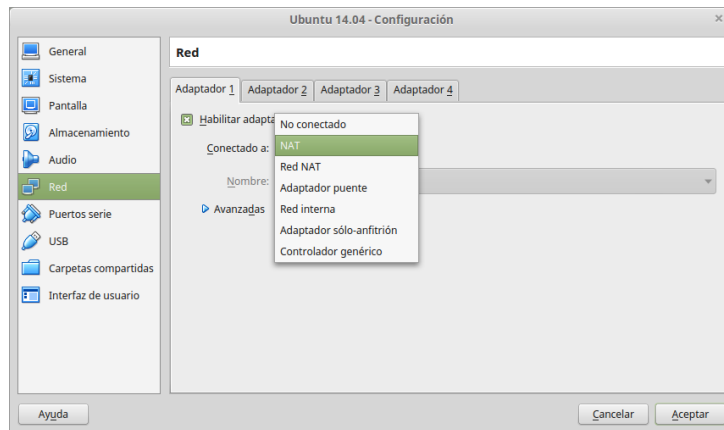 Ubuntu 14.04 - Configuración
General
Sistema
Pantalla
Almacenamiento
Audio
Red
Puertos serie
USB
Carpetas compartidas
Interfaz de usuario
Red
Adaptador 1 Adaptador 2 Adaptador 3 Adaptador 4
Habilitar
Conectado a:
Nombre:
Avanzadas
No conectado
NAT
Red NAT
Adaptador puente
Red interna
Adaptador sólo-anfitrión
Controlador genérico
Ayuda
Cancelar Aceptar